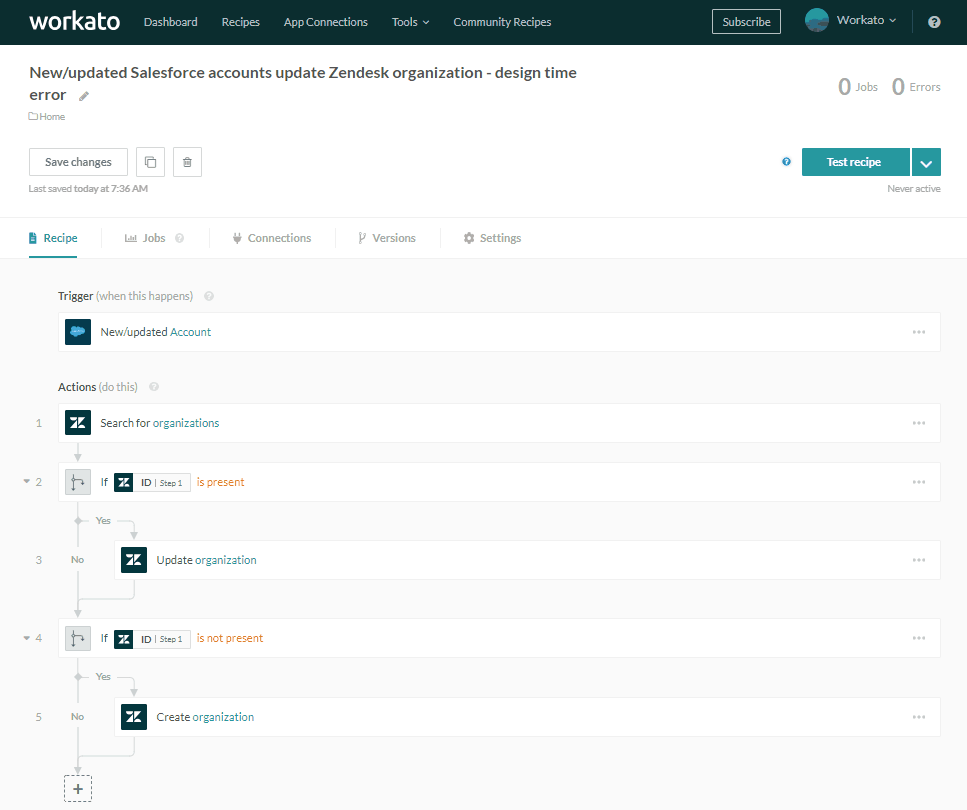 workato Dashboard Recipes App Connections Tools Community Recipes Subscribe Workato ?
New/updated Salesforce accounts update Zendesk organization - design time
error
0 Jobs 0 Errors
Home
Save changes ? Test recipe
Last saved today at 7:36 AM Never active
Recipe Jobs ? Connections Versions Settings
Trigger (when this happens) ?
New/updated Account
Actions (do this) ?
1 Search for organizations
2 If ID | Step 1 is present
Yes
3 No Update organization
4 If ID | Step 1 is not present
Yes
5 No Create organization
+